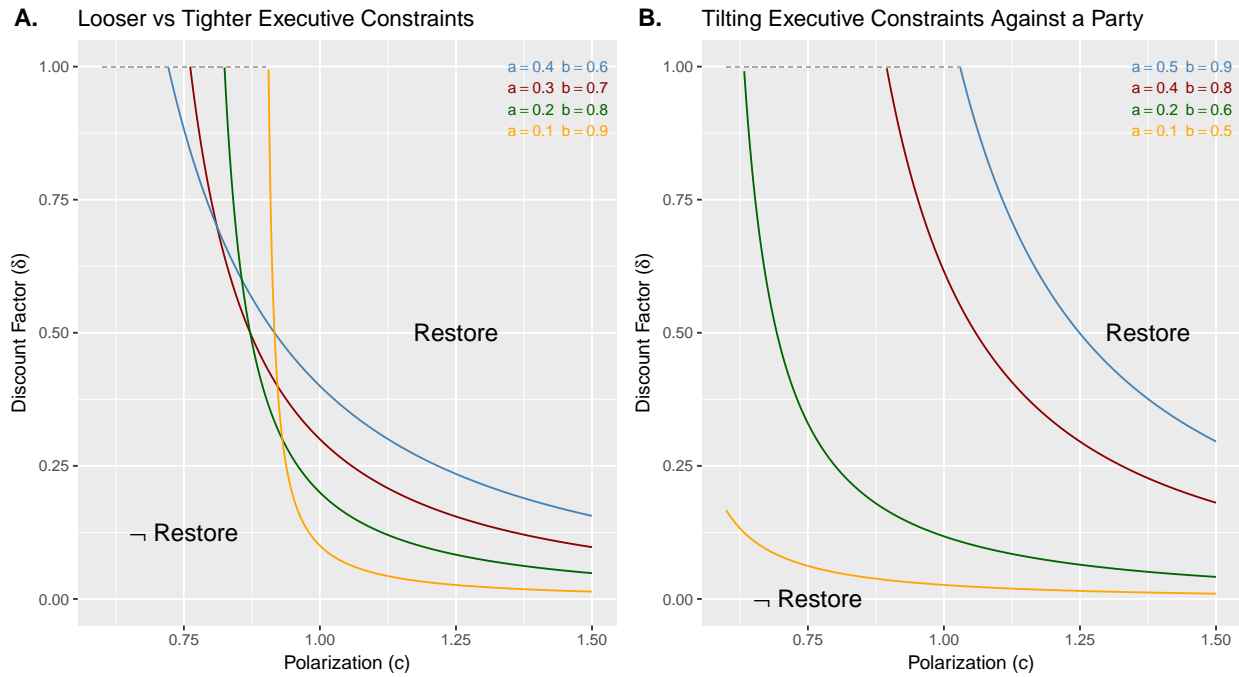 A. Looser vs Tighter Executive Constraints
a = 0.4 b = 0.6
a = 0.3 b = 0.7
a = 0.2 b = 0.8
a = 0.1 b = 0.9
1.00
0.75
0.50
0.25
0.00
Discount Factor (δ)
Restore
¬ Restore
0.75 1.00 1.25 1.50
Polarization (c)
B. Tilting Executive Constraints Against a Party
a = 0.5 b = 0.9
a = 0.4 b = 0.8
a = 0.2 b = 0.6
a = 0.1 b = 0.5
1.00
0.75
0.50
0.25
0.00
Discount Factor (δ)
Restore
¬ Restore
0.75 1.00 1.25 1.50
Polarization (c)